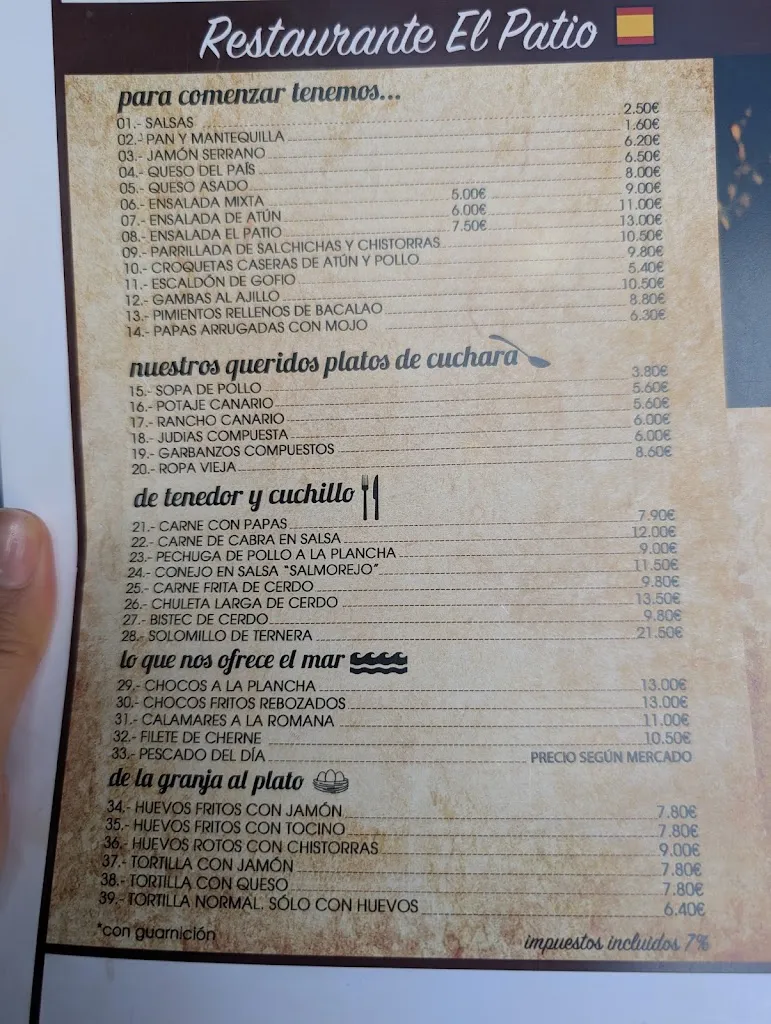 Restaurante El Patio
para comenzar tenemos...
01.- SALSAS 2.50€
02.- PAN Y MANTEQUILLA 1.60€
03.- JAMÓN SERRANO 6.20€
04.- QUESO DEL PAÍS 6.50€
05.- QUESO ASADO 8.00€
06.- ENSALADA MIXTA 5.00€ 9.00€
07.- ENSALADA DE ATÚN 6.00€ 11.00€
08.- ENSALADA EL PATIO 7.50€ 13.00€
09.- PARRILLADA DE SALCHICHAS Y CHISTORRAS 10.50€
10.- CROQUETAS CASERAS DE ATÚN Y POLLO 9.80€
11.- ESCALDÓN DE GOFIO 5.40€
12.- GAMBAS AL AJILLO 10.50€
13.- PIMIENTOS RELLENOS DE BACALAO 8.80€
14.- PAPAS ARRUGADAS CON MOJO 6.30€
nuestros queridos platos de cuchara
15.- SOPA DE POLLO 3.80€
16.- POTAJE CANARIO 5.60€
17.- RANCHO CANARIO 5.60€
18.- JUDIAS COMPUESTA 6.00€
19.- GARBANZOS COMPUESTOS 6.00€
20.- ROPA VIEJA 8.60€
de tenedor y cuchillo
21.- CARNE CON PAPAS 7.90€
22.- CARNE DE CABRA EN SALSA 12.00€
23.- PECHUGA DE POLLO A LA PLANCHA 9.00€
24.- CONEJO EN SALSA "SALMOREJO" 11.50€
25.- CARNE FRITA DE CERDO 9.80€
26.- CHULETA LARGA DE CERDO 13.50€
27.- BISTEC DE CERDO 9.80€
28.- SOLOMILLO DE TERNERA 21.50€
lo que nos ofrece el mar
29.- CHOCOS A LA PLANCHA 13.00€
30.- CHOCOS FRITOS REBOZADOS 13.00€
31.- CALAMARES A LA ROMANA 11.00€
32.- FILETE DE CHERNE 10.50€
33.- PESCADO DEL DÍA PRECIO SEGÚN MERCADO
de la granja al plato
34.- HUEVOS FRITOS CON JAMÓN 7.80€
35.- HUEVOS FRITOS CON TOCINO 7.80€
36.- HUEVOS ROTOS CON CHISTORRAS 9.00€
37.- TORTILLA CON JAMÓN 7.80€
38.- TORTILLA CON QUESO 7.80€
39.- TORTILLA NORMAL, SÓLO CON HUEVOS 6.40€
*con guarnición
impuestos incluidos 7%